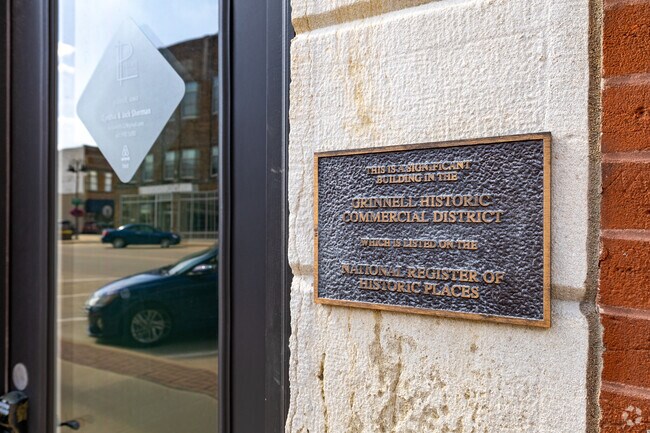 THIS IS A SIGNIFICANT
BUILDING IN THE
GRINNELL HISTORIC
COMMERCIAL DISTRICT
WHICH IS LISTED ON THE
NATIONAL REGISTER OF
HISTORIC PLACES